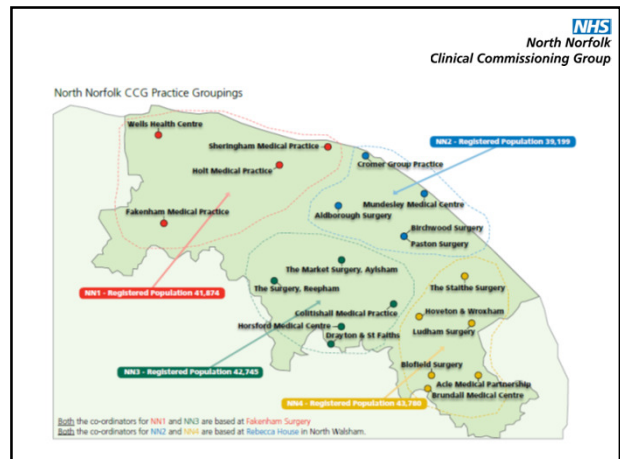 NHS
North Norfolk
Clinical Commissioning Group
North Norfolk CCG Practice Groupings
Wells Health Centre
Sheringham Medical Practice
Holt Medical Practice
Cromer Group Practice
NN2 - Registered Population 39,199
Mundesley Medical Centre
Aldborough Surgery
Fakenham Medical Practice
Birchwood Surgery
Paston Surgery
The Market Surgery, Aylsham
The Surgery, Reepham
The Staithe Surgery
NN1 - Registered Population 41,874
Coltishall Medical Practice
Hoveton & Wroxham
Horsford Medical Centre
Ludham Surgery
Drayton & St Faiths
Blofield Surgery
NN3 - Registered Population 42,745
Acle Medical Partnership
Brundall Medical Centre
NN4 - Registered Population 43,780
Both the co-ordinators for NN1 and NN3 are based at Fakenham Surgery
Both the co-ordinators for NN2 and NN4 are based at Rebecca House in North Walsham.